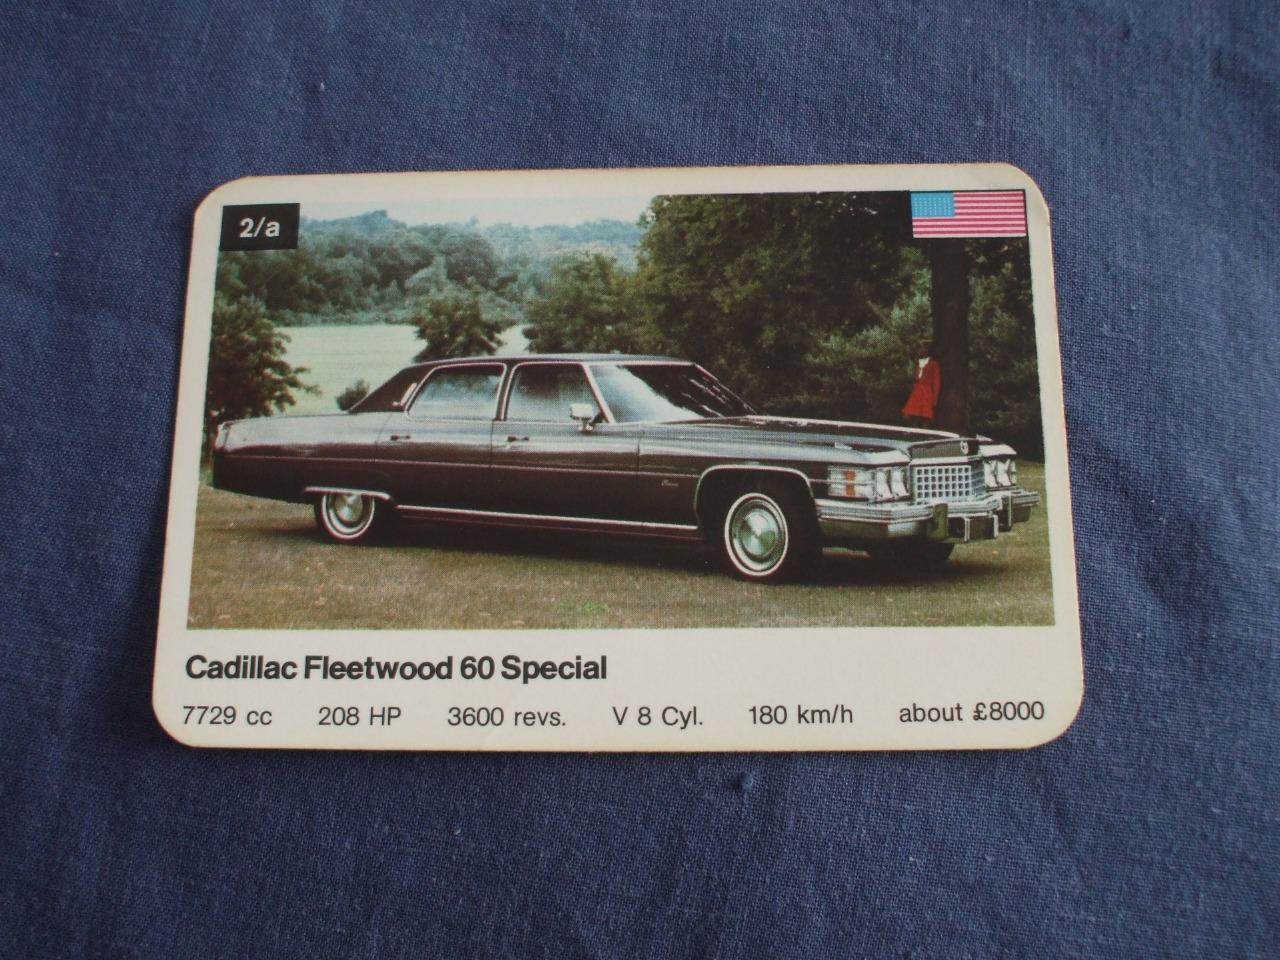 2/a
Cadillac Fleetwood 60 Special
7729 cc 208 HP 3600 revs. V 8 Cyl. 180 km/h about £8000